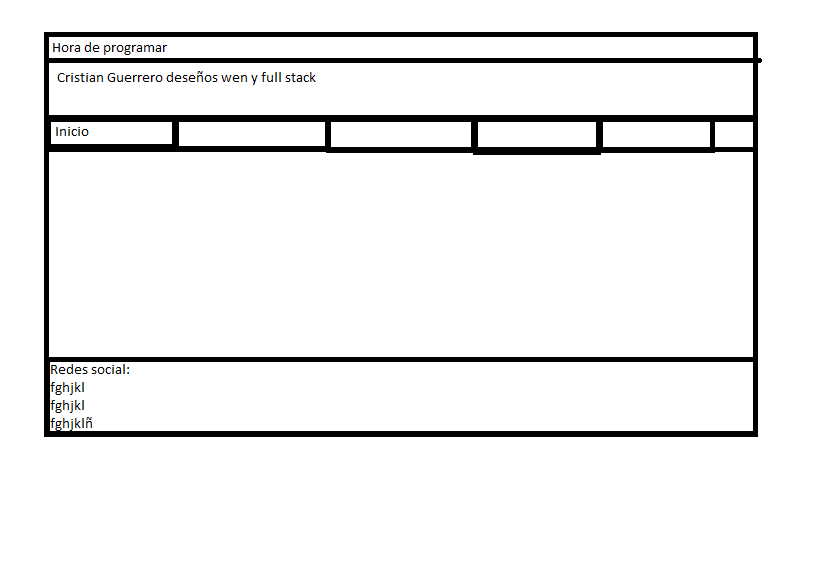 Hora de programar
Cristian Guerrero deseños wen y full stack
Inicio
Redes social:
fghjkl
fghjkl
fghjklñ